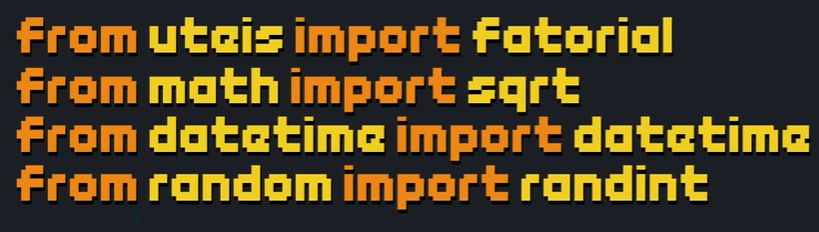 from uteis import fatorial
from math import sqrt
from datetime import datetime
from random import randint